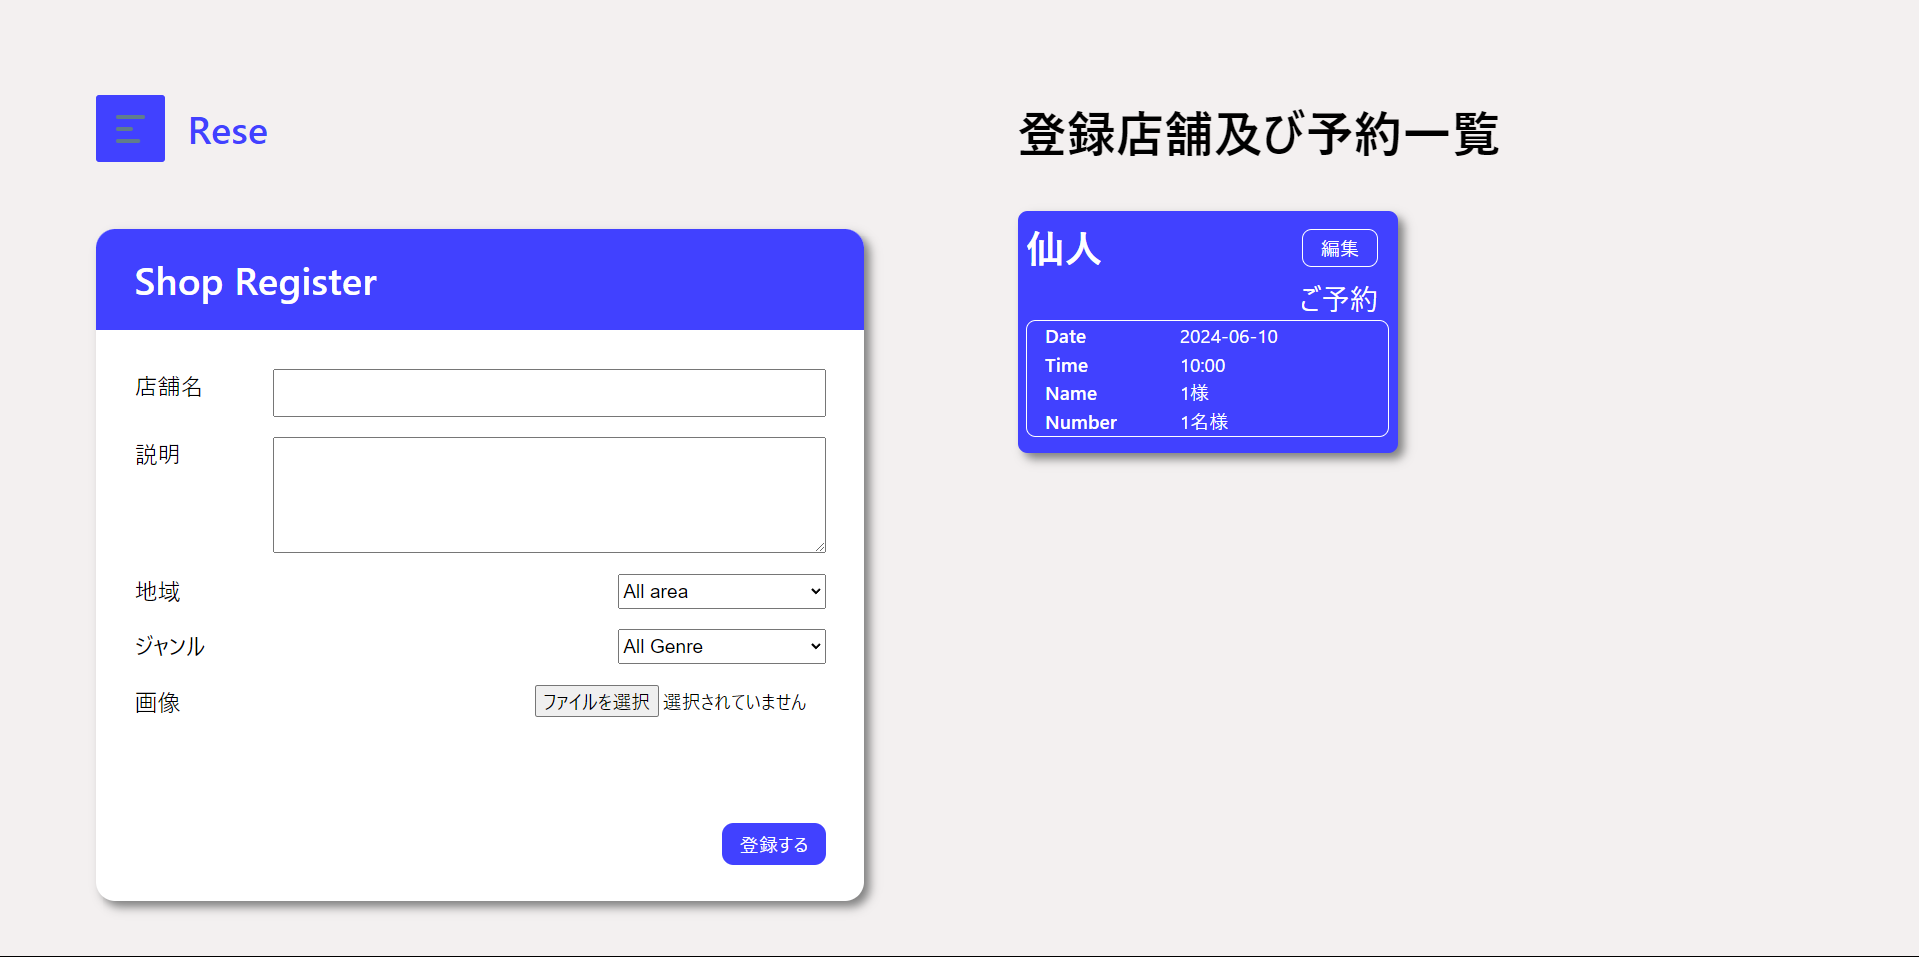 Rese
Shop Register
店舗名
説明
地域
All area
ジャンル
All Genre
画像
ファイルを選択 選択されていません
登録する
登録店舗及び予約一覧
仙人
編集
ご予約
Date 2024-06-10
Time 10:00
Name 1様
Number 1名様